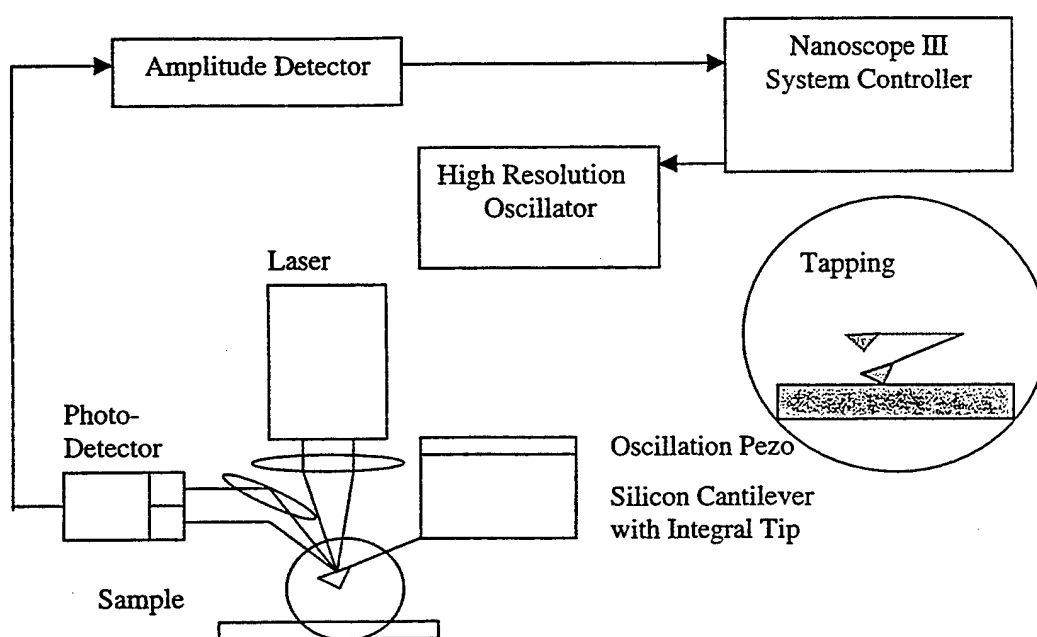 Amplitude Detector
Nanoscope III
System Controller
High Resolution
Oscillator
Tapping
Laser
Photo-
Detector
Oscillation Pezo
Silicon Cantilever
with Integral Tip
Sample